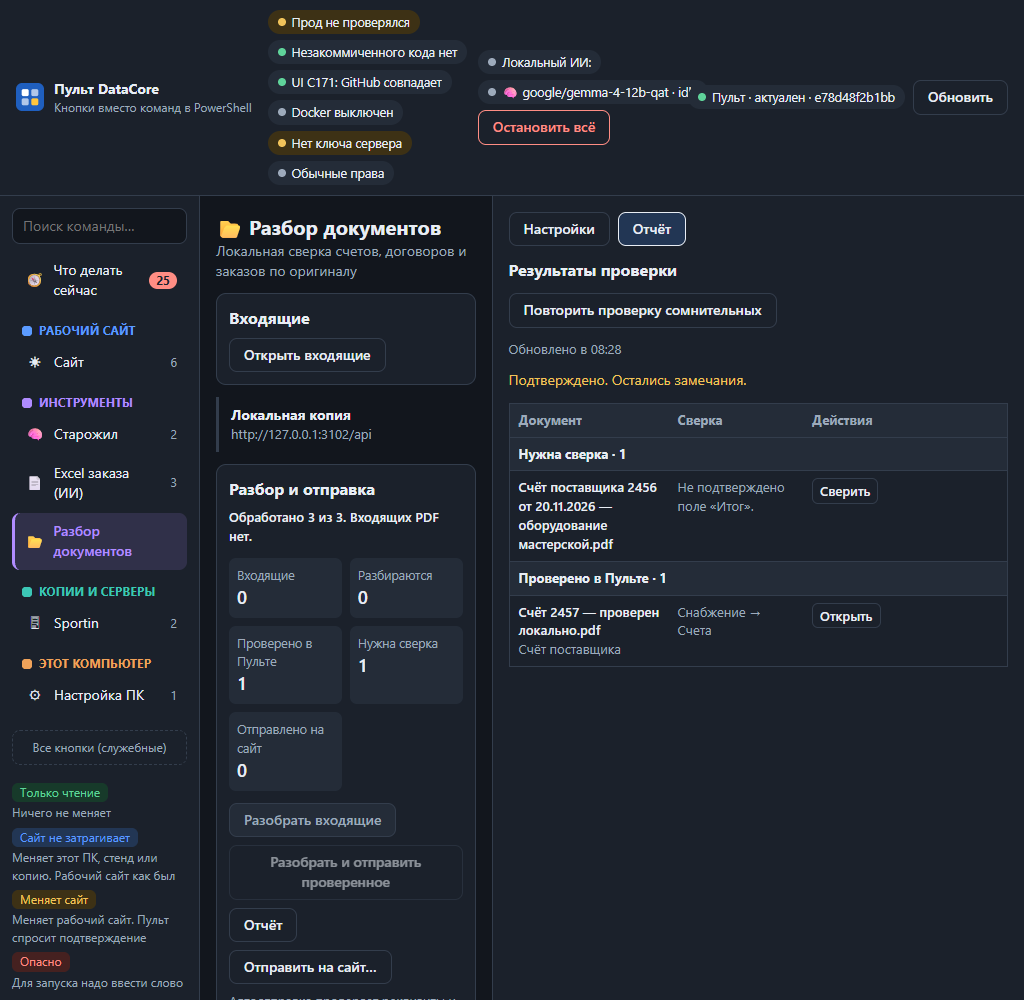 Пульт DataCore
Кнопки вместо команд в PowerShell
Прод не проверялся
Незакоммиченного кода нет
UI C171: GitHub совпадает
Docker выключен
Нет ключа сервера
Обычные права
Локальный ИИ:
google/gemma-4-12b-qat · idl
Остановить всё
Пульт · актуален · e78d48f2b1bb
Обновить
Поиск команды...
Что делать
сейчас
25
РАБОЧИЙ САЙТ
Сайт 6
ИНСТРУМЕНТЫ
Старожил 2
Excel заказа
(ИИ)
3
Разбор
документов
КОПИИ И СЕРВЕРЫ
Sportin 2
ЭТОТ КОМПЬЮТЕР
Настройка ПК 1
Все кнопки (служебные)
Только чтение
Ничего не меняет
Сайт не затрагивает
Меняет этот ПК, стенд или
копию. Рабочий сайт как был
Меняет сайт
Меняет рабочий сайт. Пульт
спросит подтверждение
Опасно
Для запуска надо ввести слово
Разбор документов
Локальная сверка счетов, договоров и
заказов по оригиналу
Входящие
Открыть входящие
Локальная копия
http://127.0.0.1:3102/api
Разбор и отправка
Обработано 3 из 3. Входящих PDF
нет.
Входящие
0
Разбираются
0
Проверено в
Пульте
1
Нужна сверка
1
Отправлено на
сайт
0
Разобрать входящие
Разобрать и отправить
проверенное
Отчёт
Отправить на сайт...
Настройки
Отчёт
Результаты проверки
Повторить проверку сомнительных
Обновлено в 08:28
Подтверждено. Остались замечания.
Документ Сверка Действия
Нужна сверка · 1
Счёт поставщика 2456
от 20.11.2026 —
оборудование
мастерской.pdf
Не подтверждено
поле «Итог».
Сверить
Проверено в Пульте · 1
Счёт 2457 — проверен
локально.pdf
Счёт поставщика
Снабжение →
Счета
Открыть